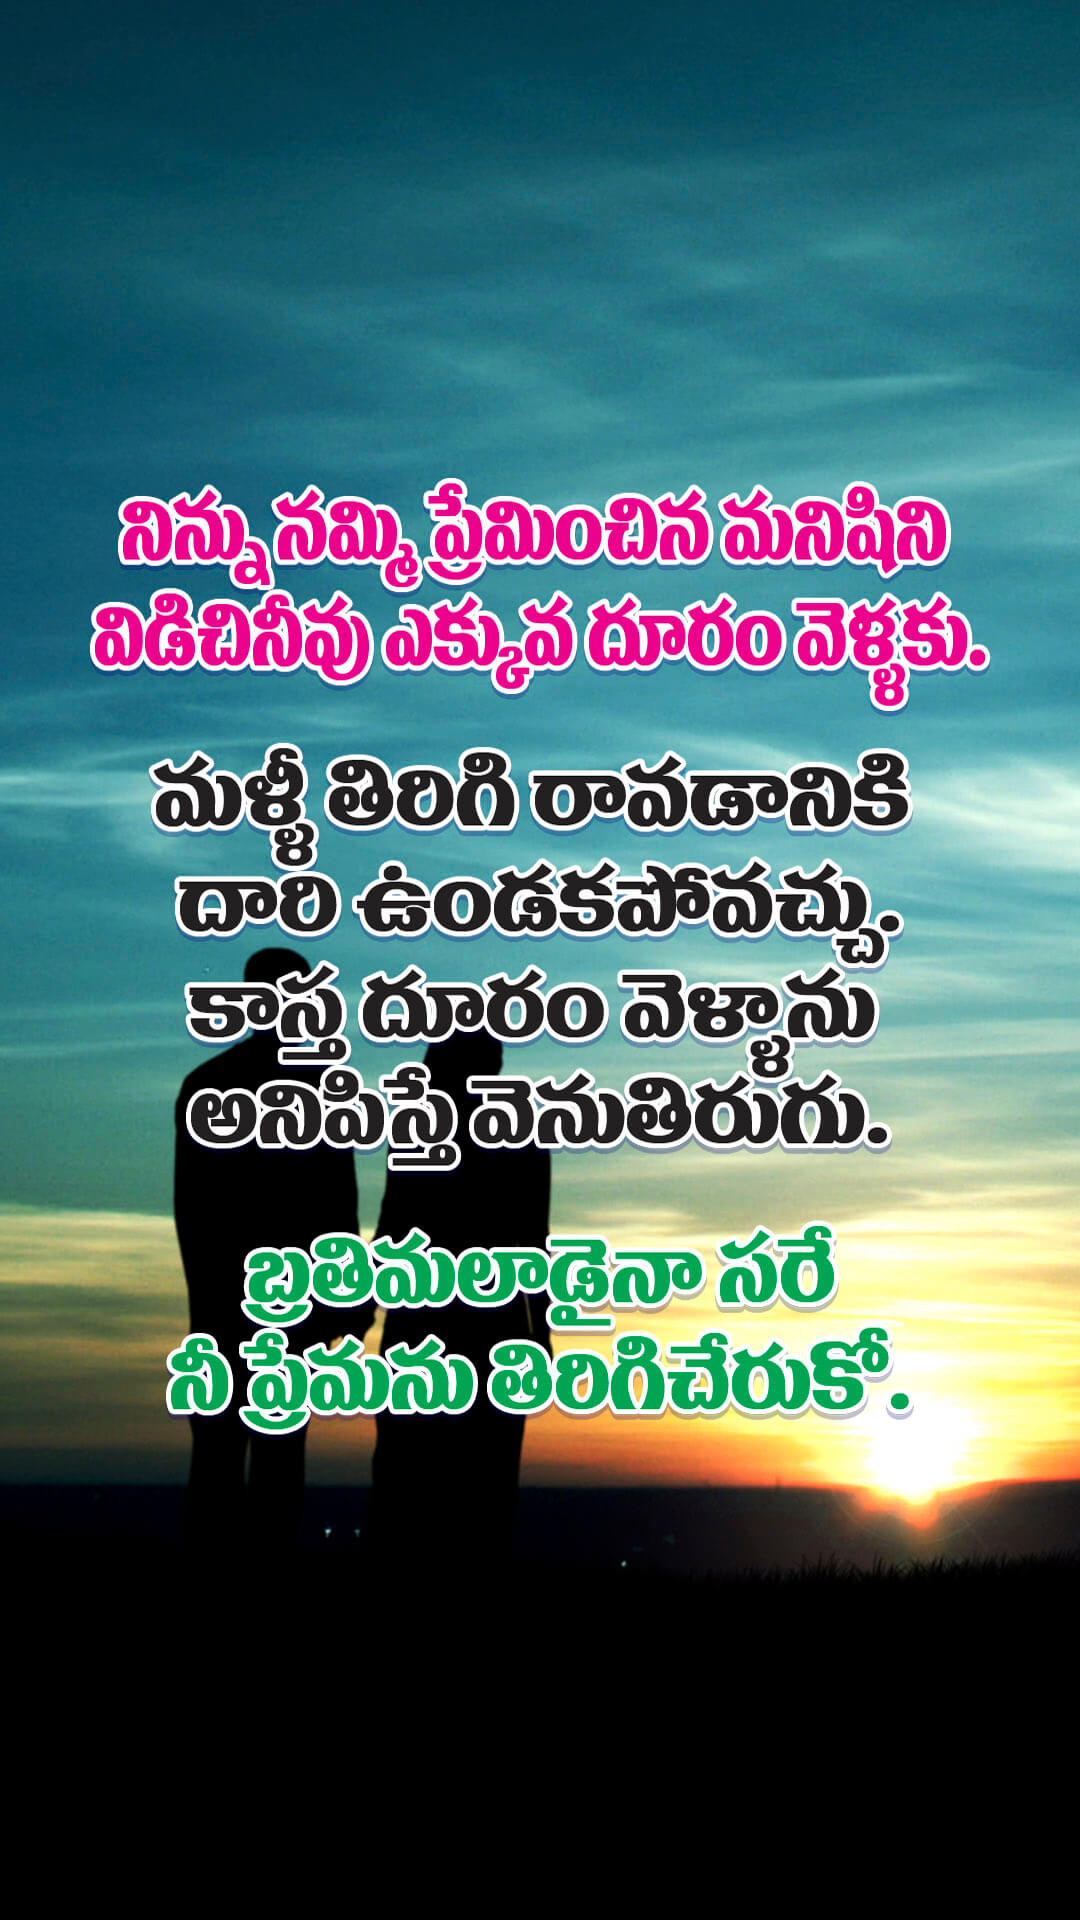 నిన్ను నమ్మి ప్రేమించిన మనిషిని
విడిచినీవు ఎక్కువ దూరం వెళ్ళకు.
మళ్ళీ తిరిగి రావడానికి
దారి ఉండకపోవచ్చు.
కాస్త దూరం వెళ్ళాను
అనిపిస్తే వెనుతిరుగు.
బ్రతిమలాడైనా సరే
నీ ప్రేమను తిరిగిచేరుకో .